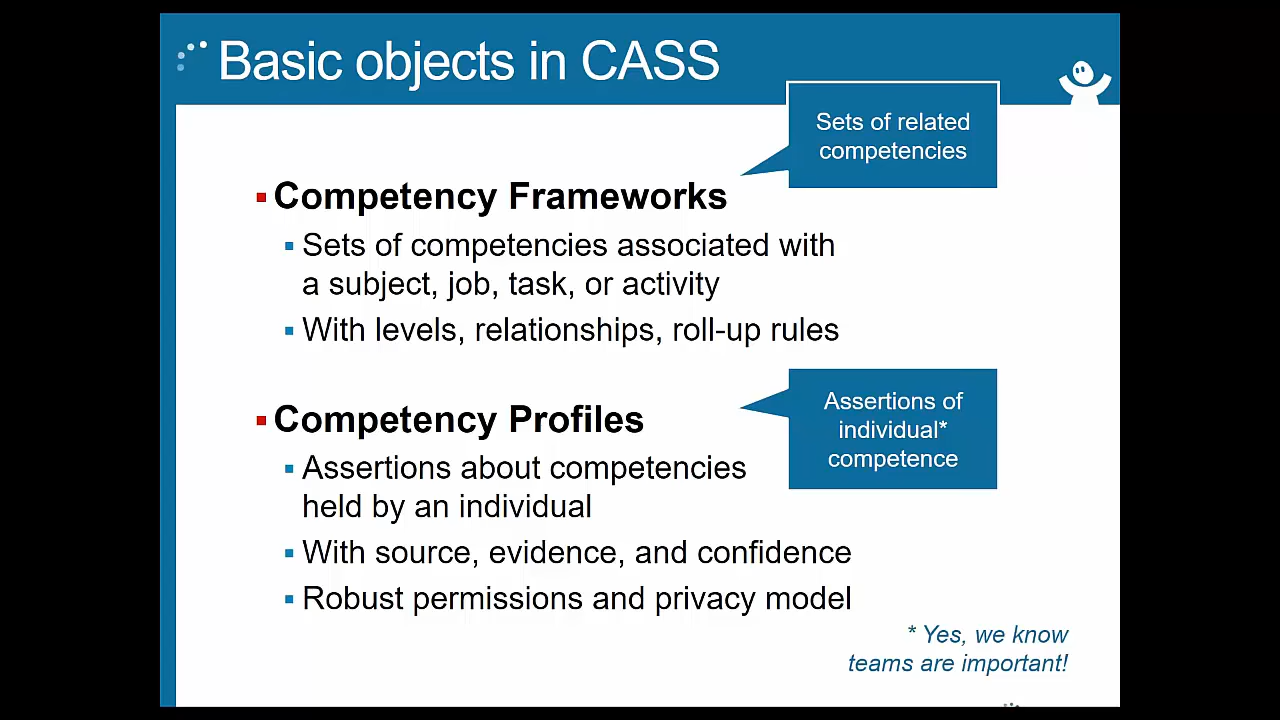 Basic objects in CASS
Sets of related
competencies
Competency Frameworks
Sets of competencies associated with
a subject, job, task, or activity
With levels, relationships, roll-up rules
Assertions of
individual*
competence
Competency Profiles
Assertions about competencies
held by an individual
With source, evidence, and confidence
Robust permissions and privacy model
* Yes, we know
teams are important!